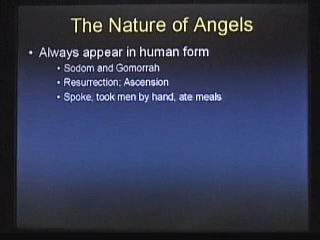 The Nature of Angels
• Always appear in human form
• Sodom and Gomorrah
• Resurrection; Ascension
• Spoke, took men by hand, ate meals